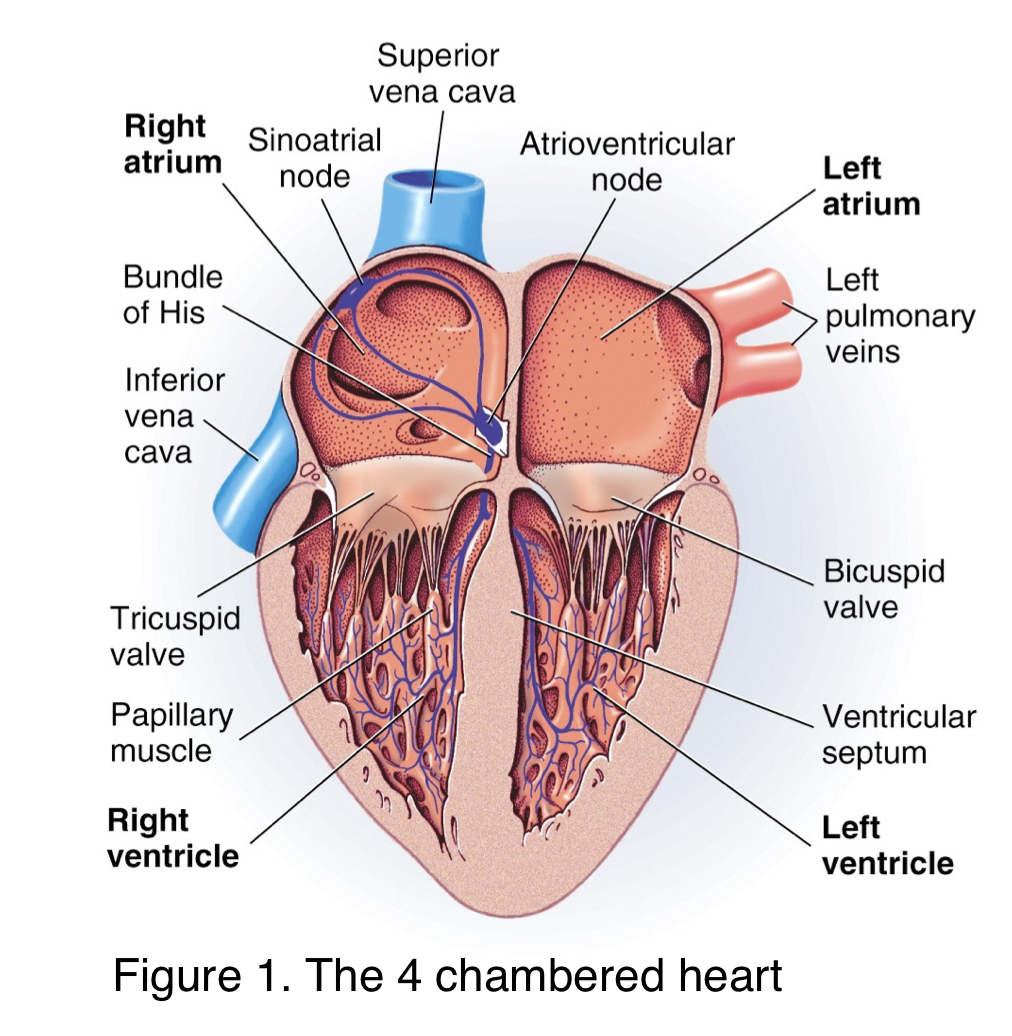 Superior
vena cava
Right
atrium
Sinoatrial
node
Atrioventricular
node
Left
atrium
Bundle
of His
Left
pulmonary
veins
Inferior
vena
cava
Bicuspid
valve
Tricuspid
valve
Papillary
muscle
Ventricular
septum
Right
ventricle
Left
ventricle
Figure 1. The 4 chambered heart